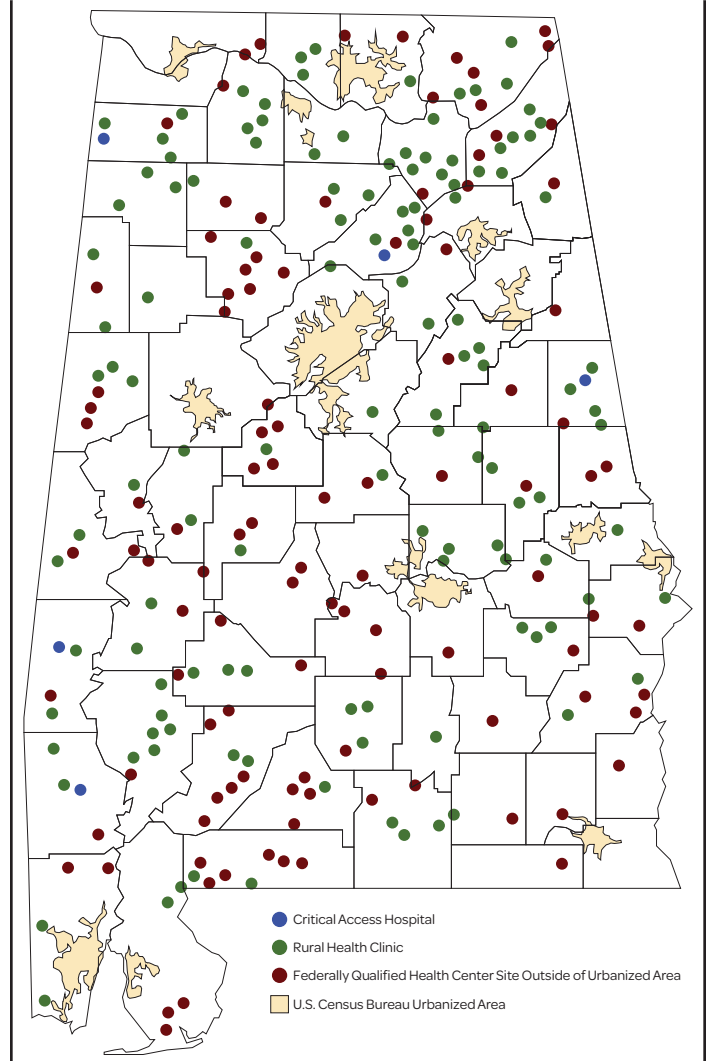 Critical Access Hospital
Rural Health Clinic
Federally Qualified Health Center Site Outside of Urbanized Area
U.S. Census Bureau Urbanized Area